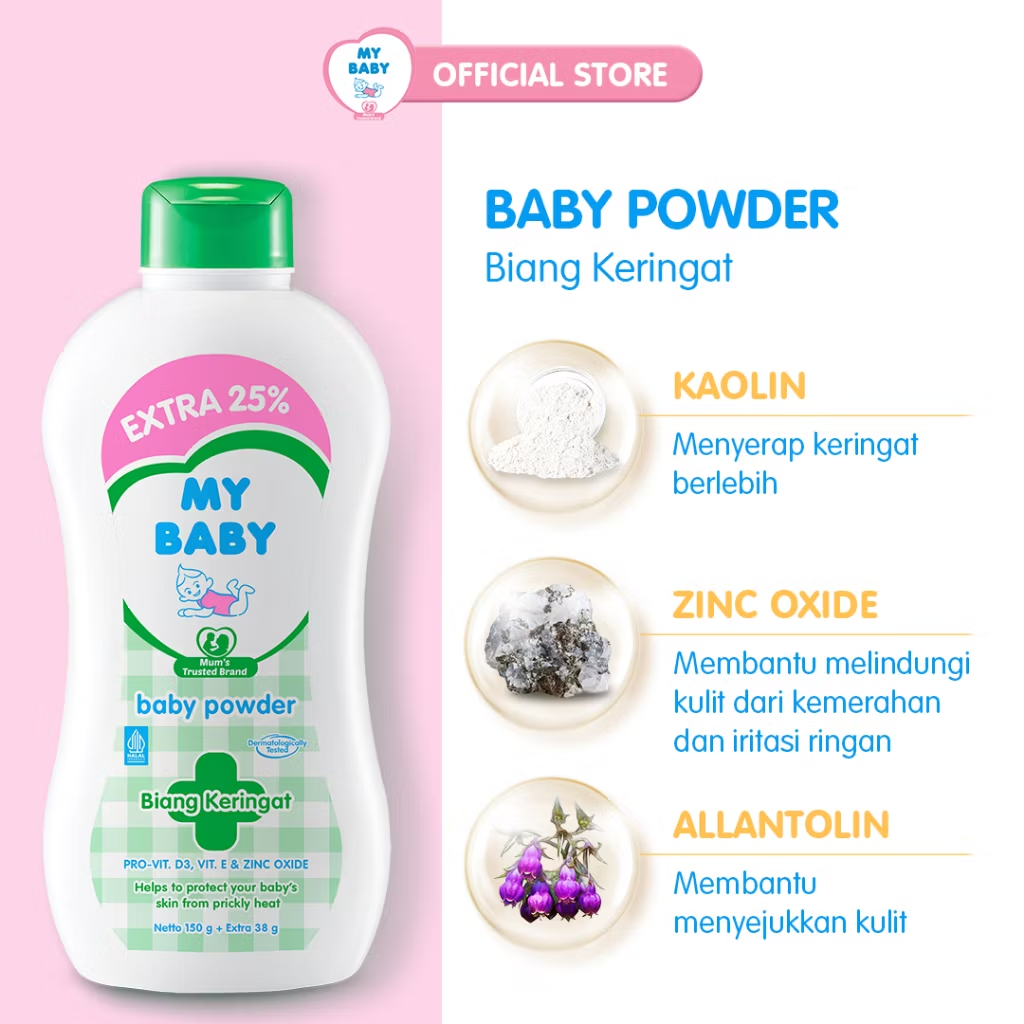 MY
BABY
OFFICIAL STORE
BABY POWDER
Biang Keringat
EXTRA 25%
MY
BABY
Mum's
Trusted Brand
baby powder
HALAL
Dermatologically
Tested
Biang Keringat
PRO-VIT. D3, VIT. E & ZINC OXIDE
Helps to protect your baby's
skin from prickly heat
Netto 150 g + Extra 38 g
KAOLIN
Menyerap keringat
berlebih
ZINC OXIDE
Membantu melindungi
kulit dari kemerahan
dan iritasi ringan
ALLANTOLIN
Membantu
menyejukkan kulit